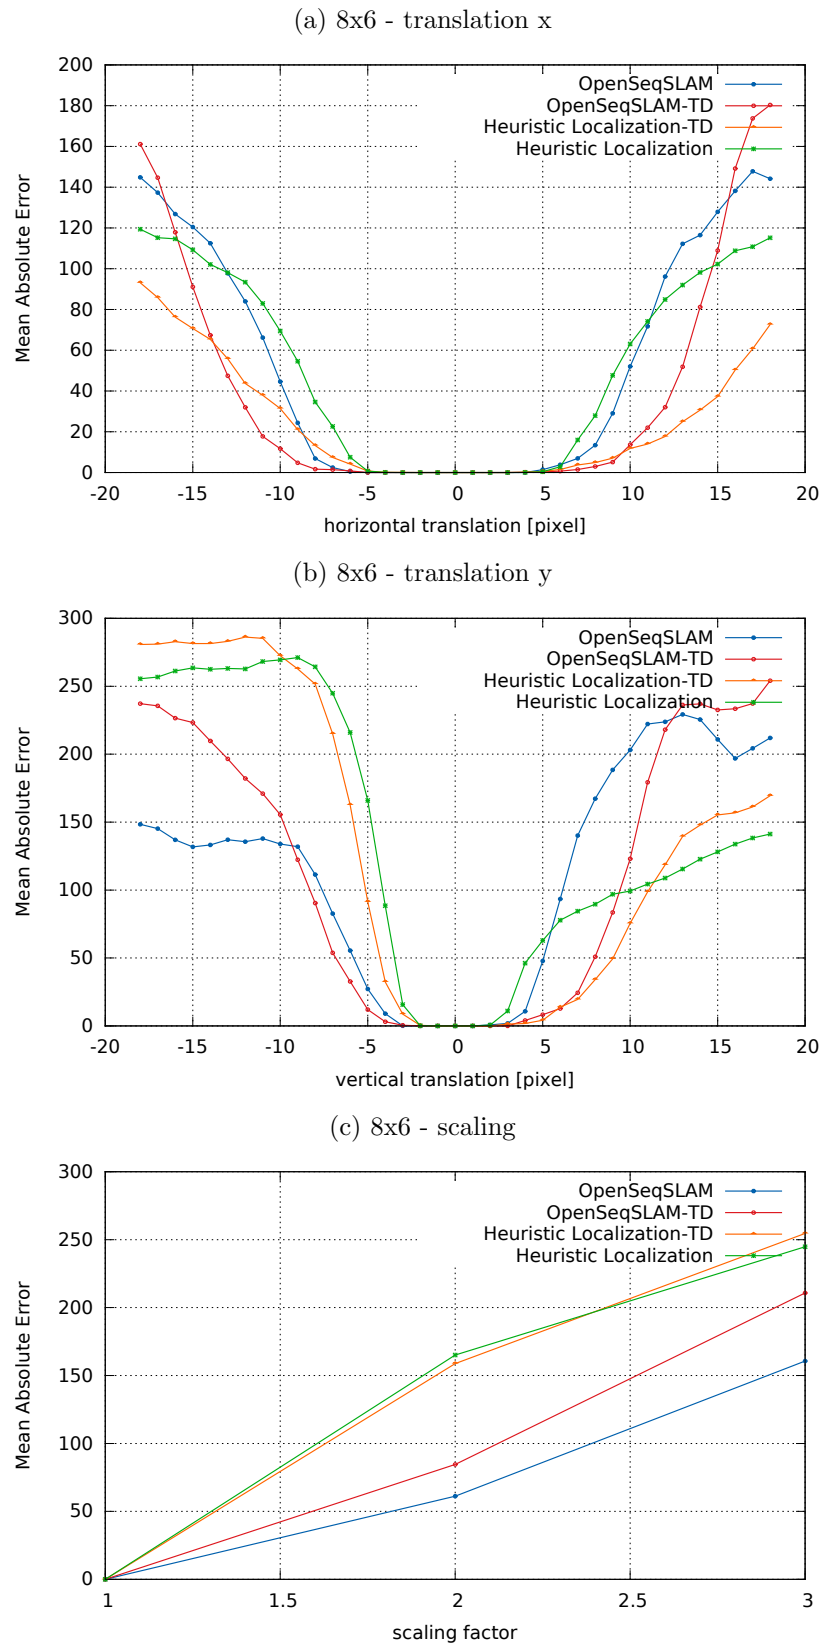 (a) 8x6 - translation x
200
180
160
140
120
100
80
60
40
20
0
Mean Absolute Error
OpenSeqSLAM
OpenSeqSLAM-TD
Heuristic Localization-TD
Heuristic Localization
-20 -15 -10 -5 0 5 10 15 20
horizontal translation [pixel]
(b) 8x6 - translation y
300
250
200
150
100
50
0
Mean Absolute Error
OpenSeqSLAM
OpenSeqSLAM-TD
Heuristic Localization-TD
Heuristic Localization
-20 -15 -10 -5 0 5 10 15 20
vertical translation [pixel]
(c) 8x6 - scaling
300
250
200
150
100
50
0
Mean Absolute Error
OpenSeqSLAM
OpenSeqSLAM-TD
Heuristic Localization-TD
Heuristic Localization
1 1.5 2 2.5 3
scaling factor